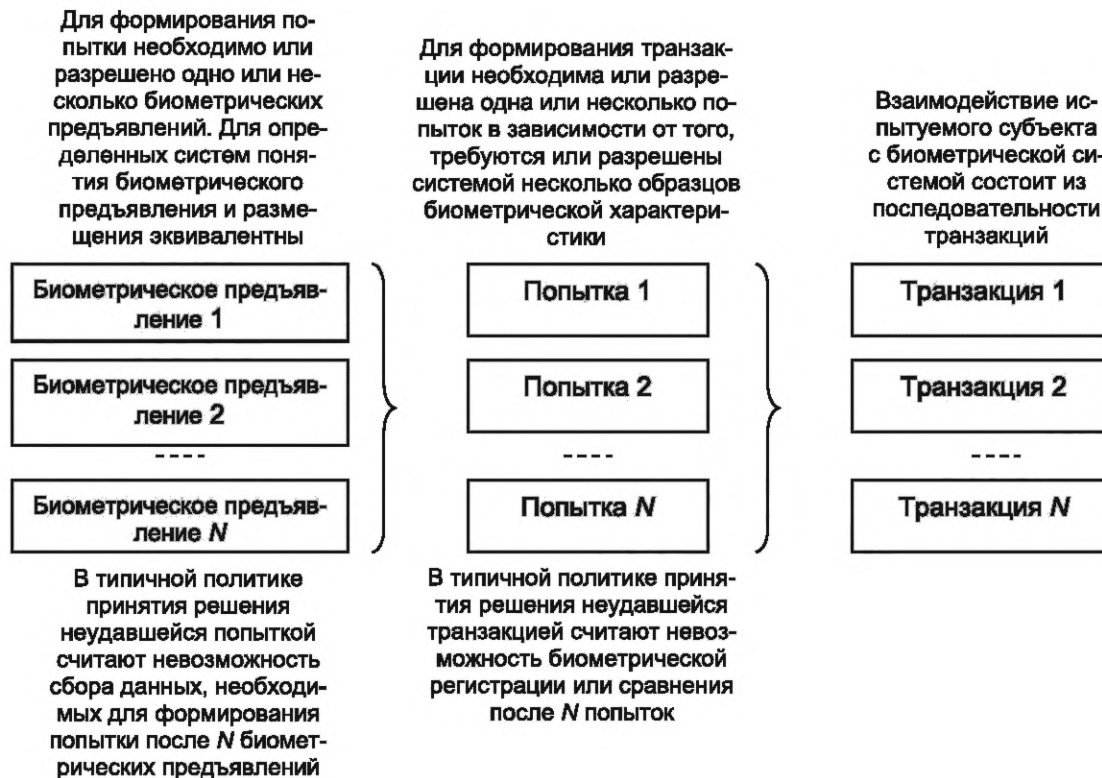 Для формирования по-
пытки необходимо или
разрешено одно или не-
сколько биометрических
предъявлений. Для опре-
деленных систем поня-
тия биометрического
предъявления и разме-
щения эквивалентны
Биометрическое предъяв-
ление 1
Биометрическое предъяв-
ление 2
----
Биометрическое предъяв-
ление N
В типичной политике
принятия решения
неудавшейся попыткой
считают невозможность
сбора данных, необходи-
мых для формирования
попытки после N биомет-
рических предъявлений
Для формирования транзак-
ции необходима или разре-
шена одна или несколько по-
пыток в зависимости от того,
требуются или разрешены
системой несколько образцов
биометрической характери-
стики
Попытка 1
Попытка 2
----
Попытка N
В типичной политике приня-
тия решения неудавшейся
транзакцией считают невоз-
можность биометрической
регистрации или сравнения
после N попыток
Взаимодействие ис-
пытуемого субъекта
с биометрической си-
стемой состоит из
последовательности
транзакций
Транзакция 1
Транзакция 2
----
Транзакция N